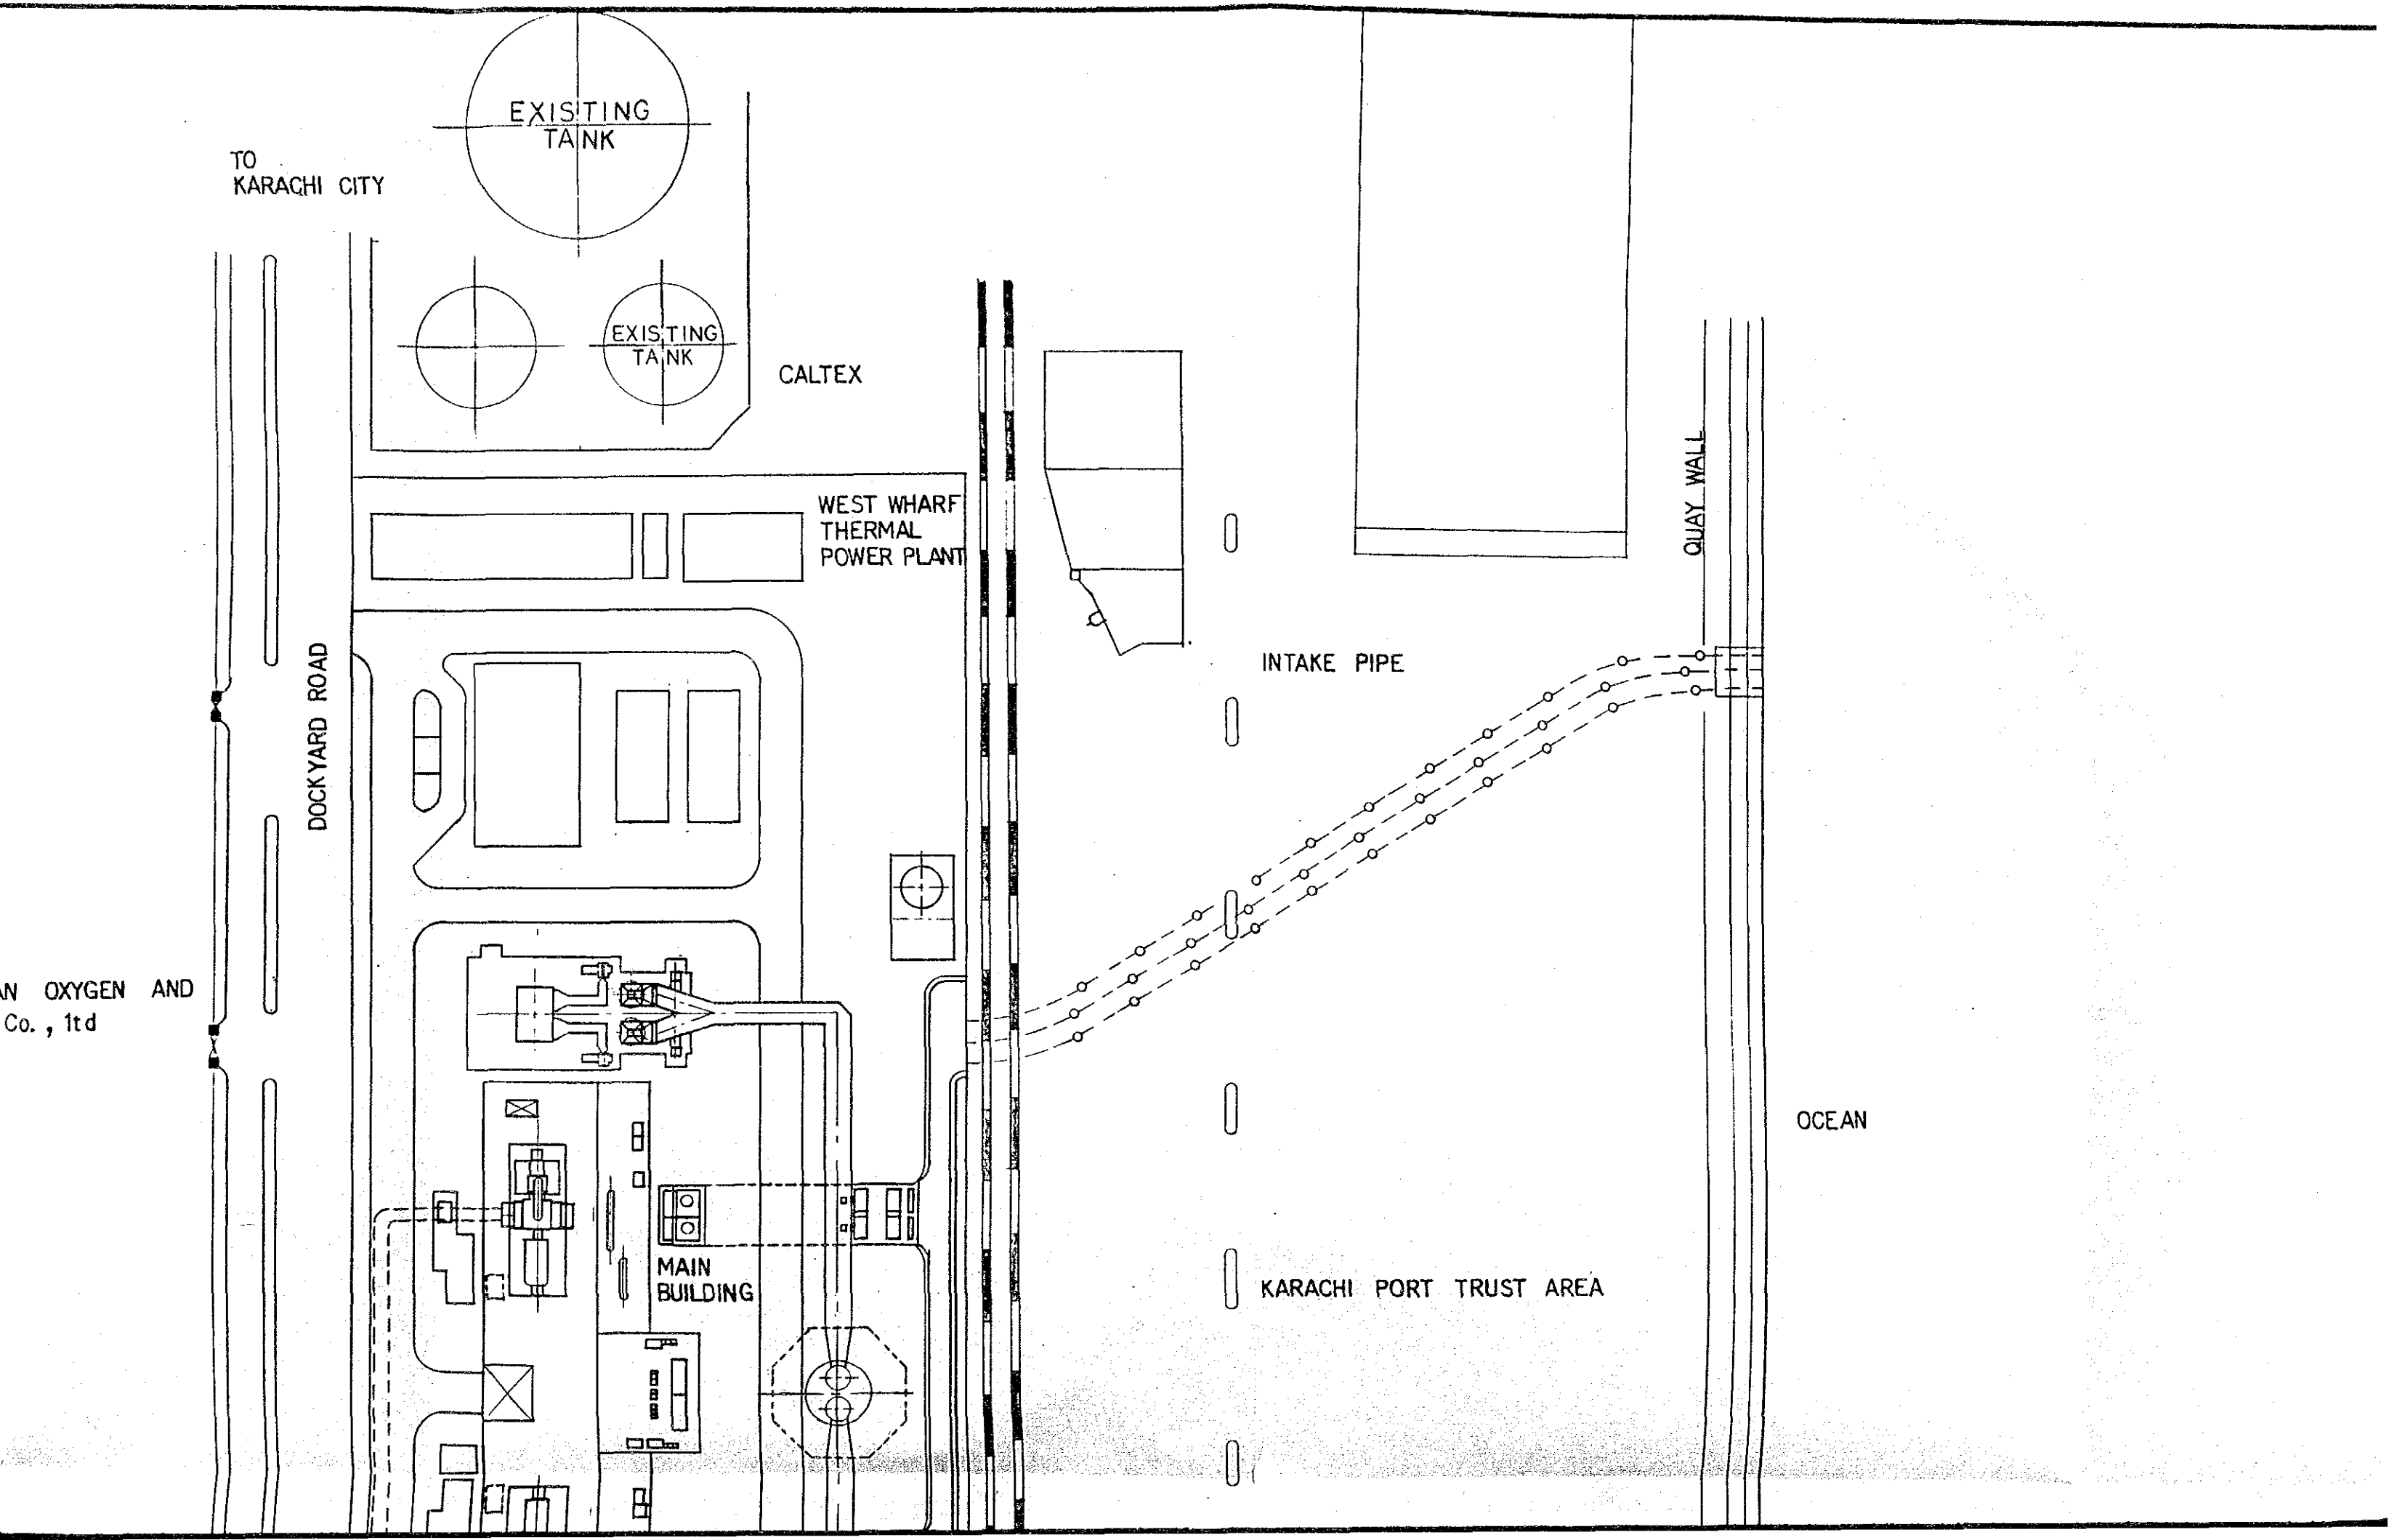 EXISTING
TANK
TO
KARACHI CITY
EXISTING
TANK
CALTEX
WEST WHARF
THERMAL
POWER PLANT
QUAY WALL
DOCKYARD ROAD
INTAKE PIPE
AN OXYGEN AND
Co., ltd
OCEAN
MAIN
BUILDING
KARACHI PORT TRUST AREA